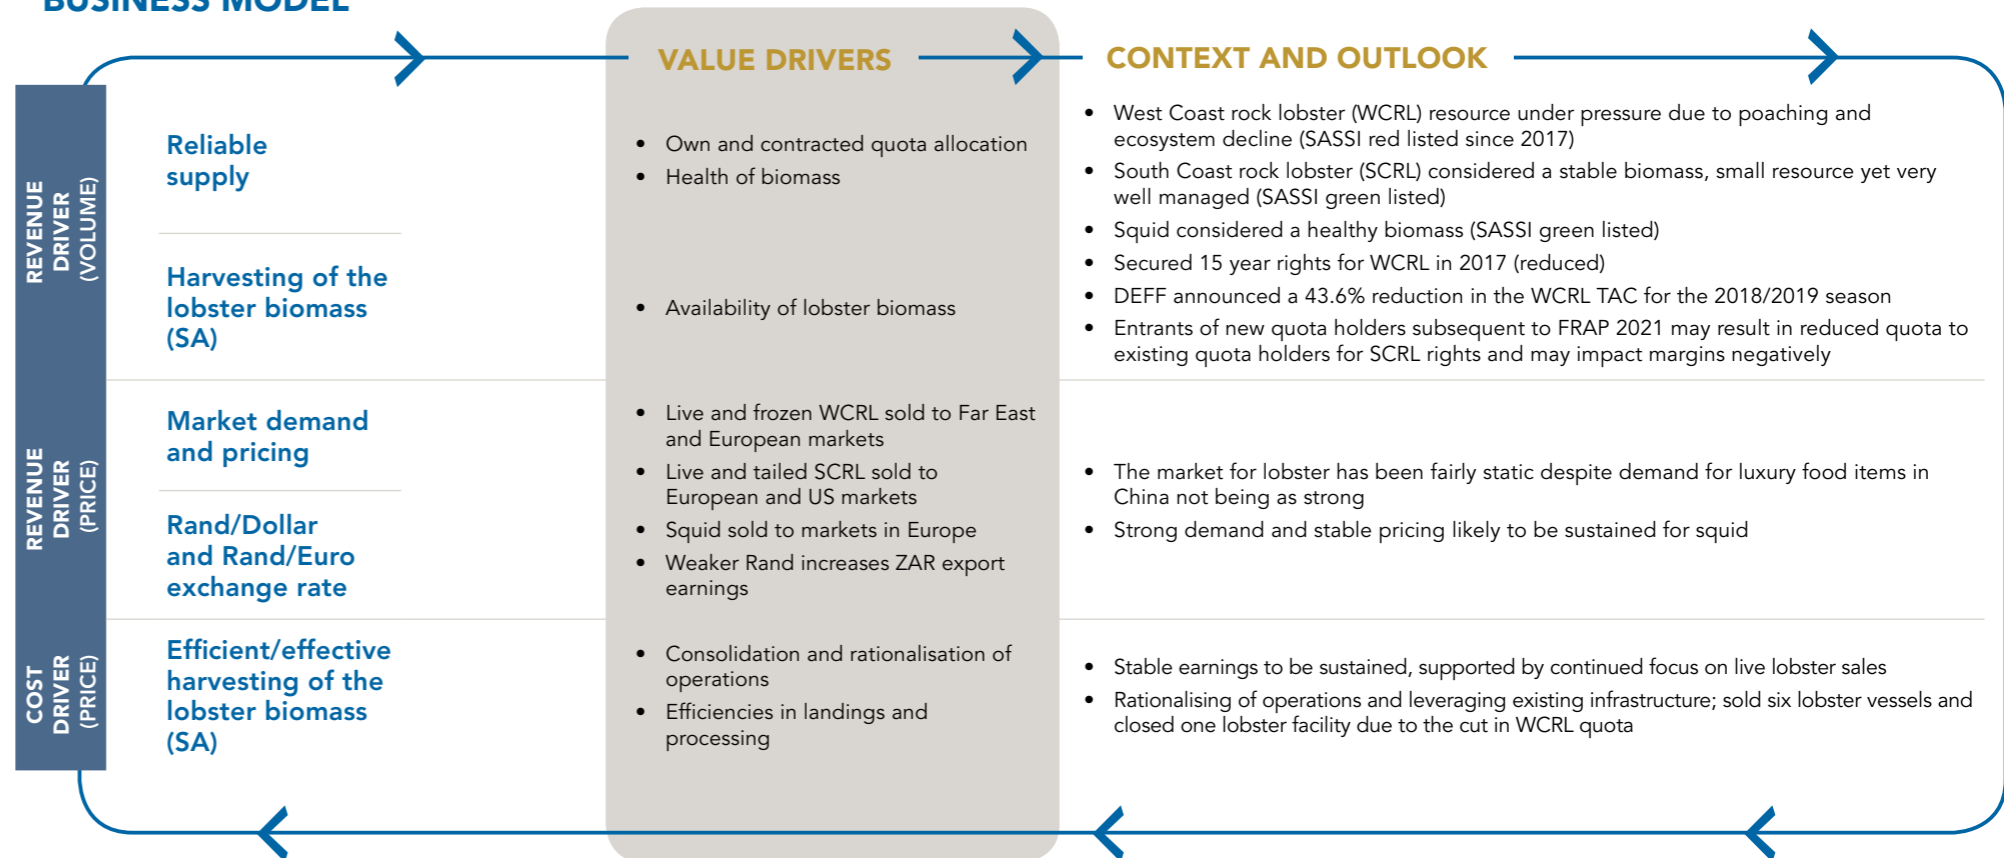 BUSINESS MODEL
VALUE DRIVERS
CONTEXT AND OUTLOOK
REVENUE
DRIVER
(VOLUME)
Reliable
supply
• Own and contracted quota allocation
• Health of biomass
Harvesting of the
lobster biomass
(SA)
• Availability of lobster biomass
• West Coast rock lobster (WCRL) resource under pressure due to poaching and
ecosystem decline (SASSI red listed since 2017)
• South Coast rock lobster (SCRL) considered a stable biomass, small resource yet very
well managed (SASSI green listed)
• Squid considered a healthy biomass (SASSI green listed)
• Secured 15 year rights for WCRL in 2017 (reduced)
• DEFF announced a 43.6% reduction in the WCRL TAC for the 2018/2019 season
• Entrants of new quota holders subsequent to FRAP 2021 may result in reduced quota to
existing quota holders for SCRL rights and may impact margins negatively
REVENUE
DRIVER
(PRICE)
Market demand
and pricing
Rand/Dollar
and Rand/Euro
exchange rate
• Live and frozen WCRL sold to Far East
and European markets
• Live and tailed SCRL sold to
European and US markets
• Squid sold to markets in Europe
• Weaker Rand increases ZAR export
earnings
• The market for lobster has been fairly static despite demand for luxury food items in
China not being as strong
• Strong demand and stable pricing likely to be sustained for squid
COST
DRIVER
(PRICE)
Efficient/effective
harvesting of the
lobster biomass
(SA)
• Consolidation and rationalisation of
operations
• Efficiencies in landings and
processing
• Stable earnings to be sustained, supported by continued focus on live lobster sales
• Rationalising of operations and leveraging existing infrastructure; sold six lobster vessels and
closed one lobster facility due to the cut in WCRL quota